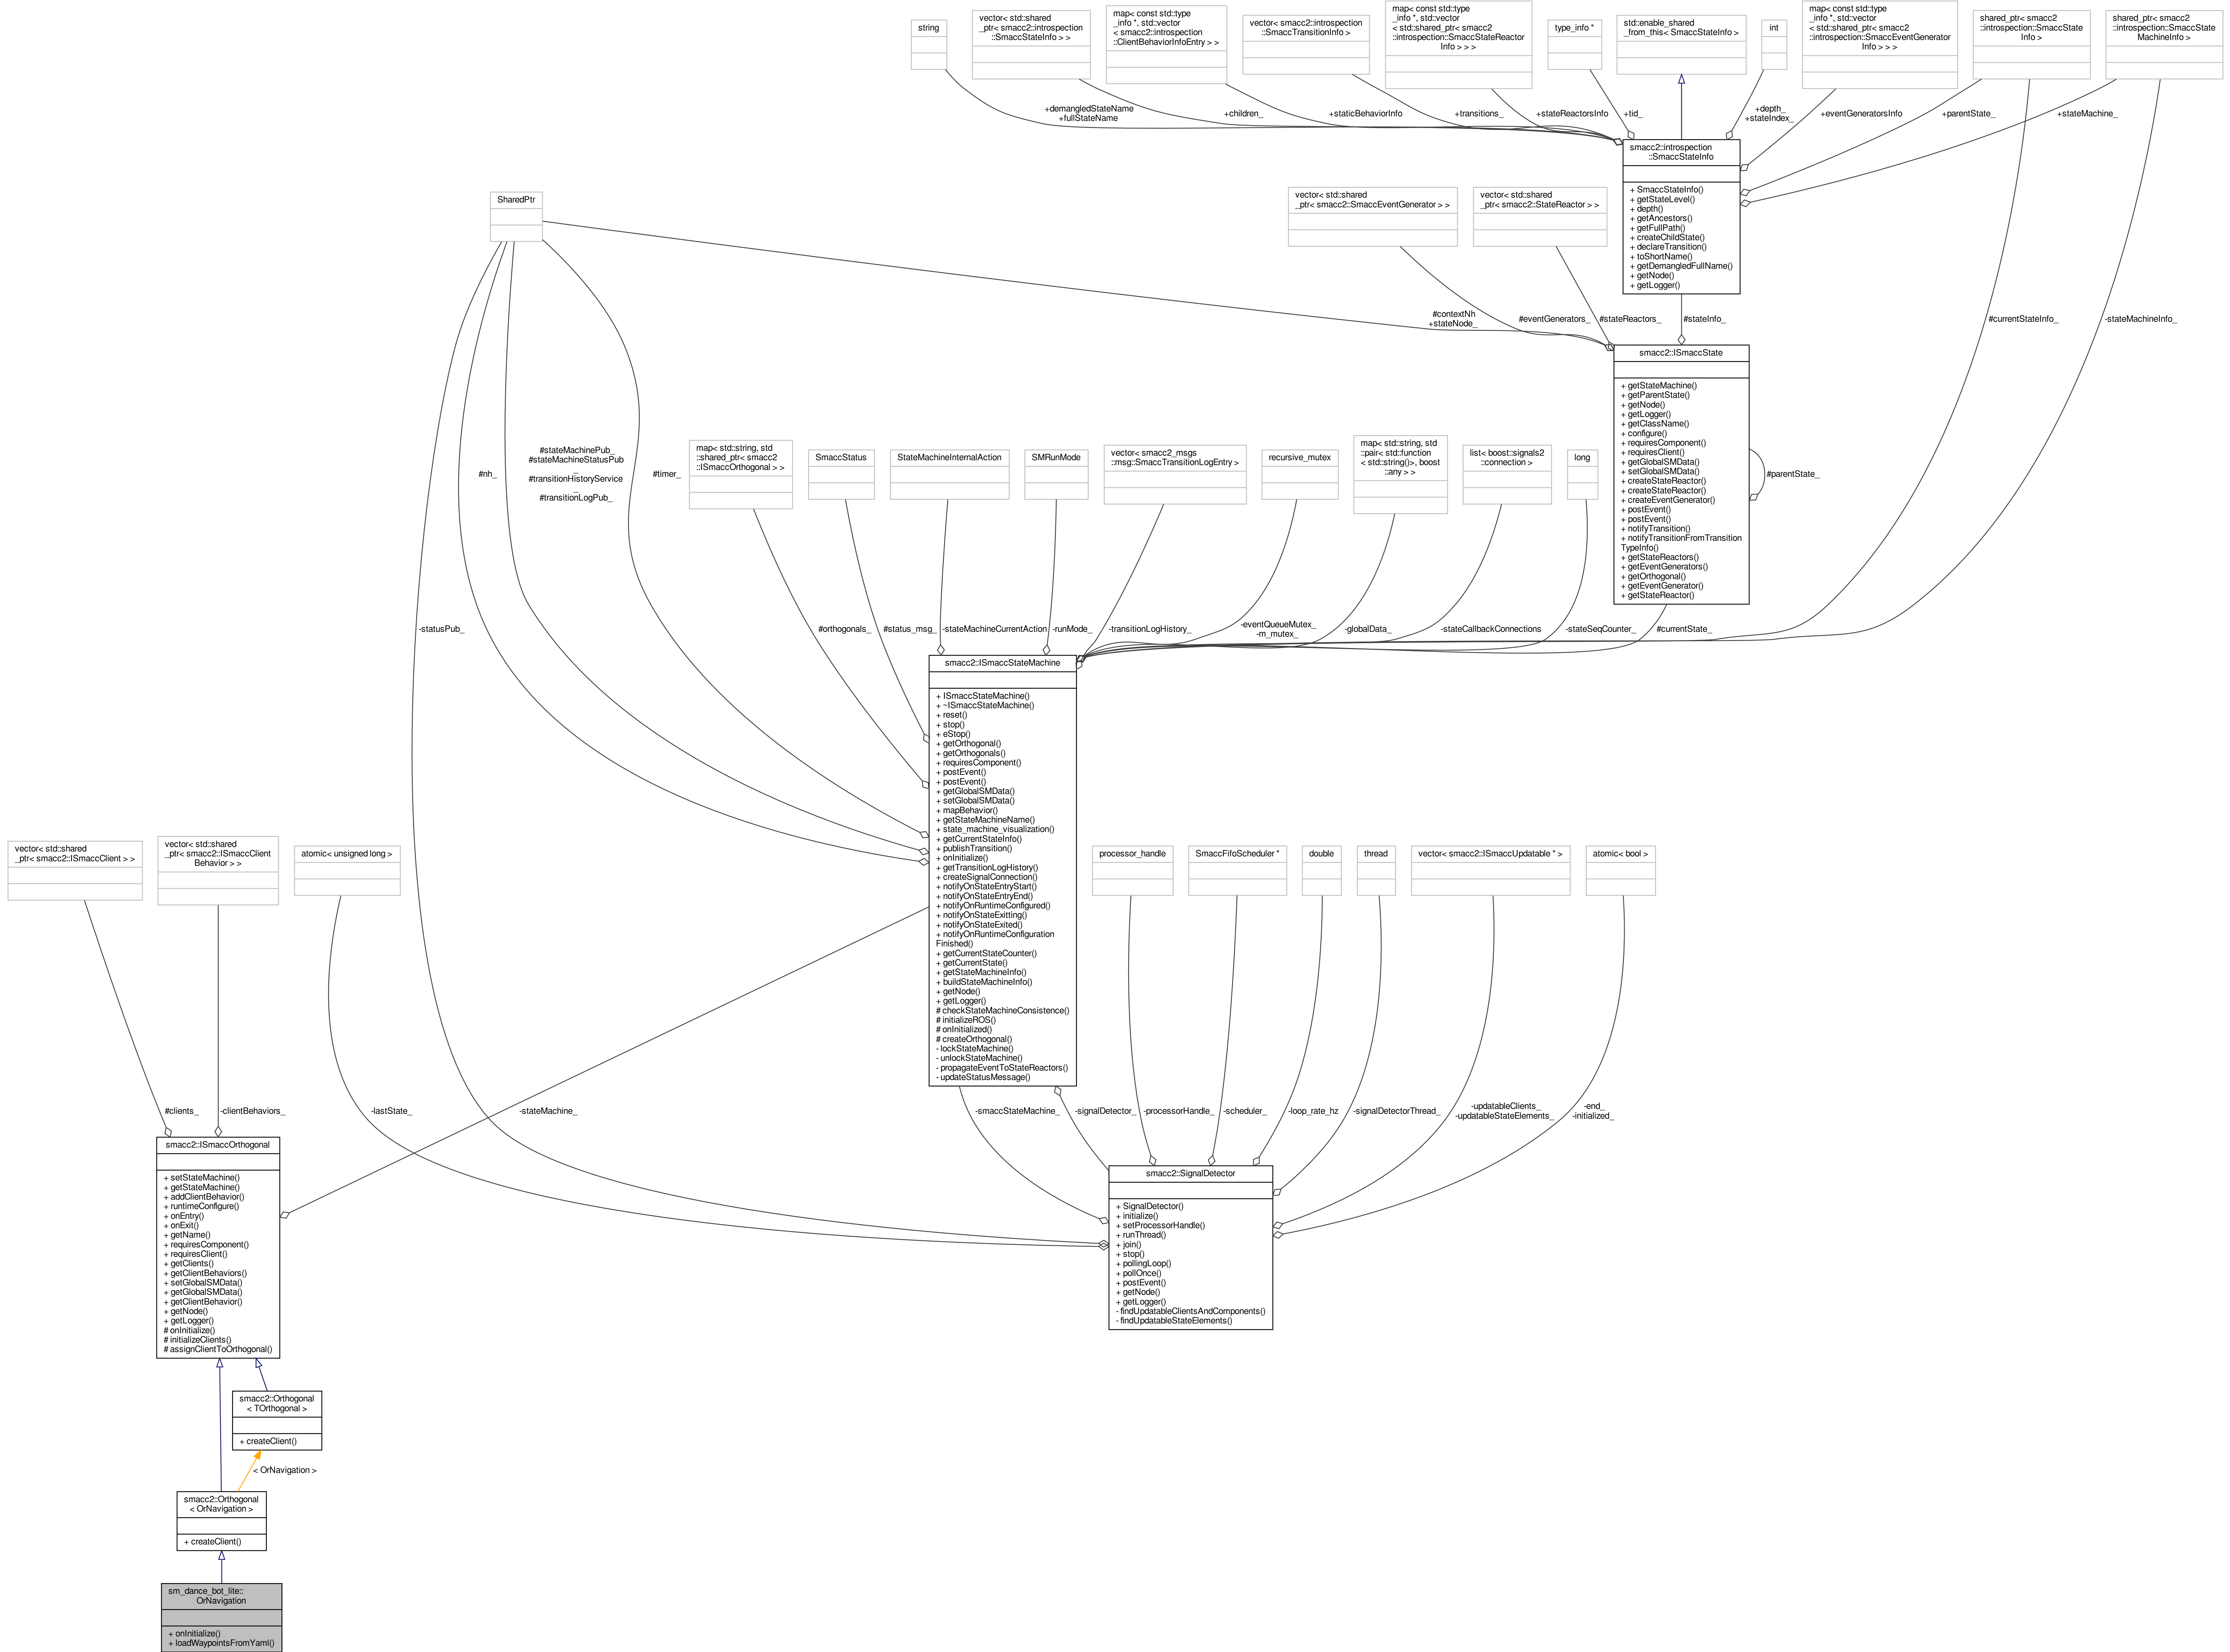 string
vector< std::shared
_ptr< smacc2::introspection
::SmaccStateInfo > >
map< const std::type
_info *, std::vector
< smacc2::introspection
::ClientBehaviorInfoEntry > >
vector< smacc2::introspection
::SmaccTransitionInfo >
map< const std::type
_info *, std::vector
< std::shared_ptr< smacc2
::introspection::SmaccStateReactor
Info > > >
type_info *
std::enable_shared
_from_this< SmaccStateInfo >
int
map< const std::type
_info *, std::vector
< std::shared_ptr< smacc2
::introspection::SmaccEventGenerator
Info > > >
shared_ptr< smacc2
::introspection::SmaccState
Info >
shared_ptr< smacc2
::introspection::SmaccState
MachineInfo >
+demangledStateName
+fullStateName
+children_
+staticBehaviorInfo
+transitions_
+stateReactorsInfo
+tid_
+depth_
+stateIndex_
+eventGeneratorsInfo
+parentState_
+stateMachine_
smacc2::introspection
::SmaccStateInfo
+ SmaccStateInfo()
+ getStateLevel()
+ depth()
+ getAncestors()
+ getFullPath()
+ createChildState()
+ declareTransition()
+ toShortName()
+ getDemangledFullName()
+ getNode()
+ getLogger()
SharedPtr
vector< std::shared
_ptr< smacc2::SmaccEventGenerator > >
vector< std::shared
_ptr< smacc2::StateReactor > >
#contextNh
+stateNode_
#eventGenerators_
#stateReactors_
#stateInfo_
#currentStateInfo_
-stateMachineInfo_
smacc2::ISmaccState
+ getStateMachine()
+ getParentState()
+ getNode()
+ getLogger()
+ getClassName()
+ configure()
+ requiresComponent()
+ requiresClient()
+ getGlobalSMData()
+ setGlobalSMData()
+ createStateReactor()
+ createStateReactor()
+ createEventGenerator()
+ postEvent()
+ postEvent()
+ notifyTransition()
+ notifyTransitionFromTransition
TypeInfo()
+ getStateReactors()
+ getEventGenerators()
+ getOrthogonal()
+ getEventGenerator()
+ getStateReactor()
#parentState_
#nh_
#stateMachinePub_
#stateMachineStatusPub
_
#transitionHistoryService
_
#transitionLogPub_
#timer_
map< std::string, std
::shared_ptr< smacc2
::ISmaccOrthogonal > >
SmaccStatus
StateMachineInternalAction
SMRunMode
vector< smacc2_msgs
::msg::SmaccTransitionLogEntry >
recursive_mutex
map< std::string, std
::pair< std::function
< std::string()>, boost
::any > >
list< boost::signals2
::connection >
long
-statusPub_
#orthogonals_
#status_msg_
-stateMachineCurrentAction
-runMode_
-transitionLogHistory_
-eventQueueMutex_
-m_mutex_
-globalData_
-stateCallbackConnections
-stateSeqCounter_
#currentState_
smacc2::ISmaccStateMachine
+ ISmaccStateMachine()
+ ~ISmaccStateMachine()
+ reset()
+ stop()
+ eStop()
+ getOrthogonal()
+ getOrthogonals()
+ requiresComponent()
+ postEvent()
+ postEvent()
+ getGlobalSMData()
+ setGlobalSMData()
+ mapBehavior()
+ getStateMachineName()
+ state_machine_visualization()
+ getCurrentStateInfo()
+ publishTransition()
+ onInitialize()
+ getTransitionLogHistory()
+ createSignalConnection()
+ notifyOnStateEntryStart()
+ notifyOnStateEntryEnd()
+ notifyOnRuntimeConfigured()
+ notifyOnStateExitting()
+ notifyOnStateExited()
+ notifyOnRuntimeConfiguration
Finished()
+ getCurrentStateCounter()
+ getCurrentState()
+ getStateMachineInfo()
+ buildStateMachineInfo()
+ getNode()
+ getLogger()
# checkStateMachineConsistence()
# initializeROS()
# onInitialized()
# createOrthogonal()
- lockStateMachine()
- unlockStateMachine()
- propagateEventToStateReactors()
- updateStatusMessage()
vector< std::shared
_ptr< smacc2::ISmaccClient > >
vector< std::shared
_ptr< smacc2::ISmaccClient
Behavior > >
atomic< unsigned long >
processor_handle
SmaccFifoScheduler *
double
thread
vector< smacc2::ISmaccUpdatable * >
atomic< bool >
#clients_
-clientBehaviors_
-lastState_
-stateMachine_
-smaccStateMachine_
-signalDetector_
-processorHandle_
-scheduler_
-loop_rate_hz
-signalDetectorThread_
-updatableClients_
-updatableStateElements_
-end_
-initialized_
smacc2::ISmaccOrthogonal
+ setStateMachine()
+ getStateMachine()
+ addClientBehavior()
+ runtimeConfigure()
+ onEntry()
+ onExit()
+ getName()
+ requiresComponent()
+ requiresClient()
+ getClients()
+ getClientBehaviors()
+ setGlobalSMData()
+ getGlobalSMData()
+ getClientBehavior()
+ getNode()
+ getLogger()
# onInitialize()
# initializeClients()
# assignClientToOrthogonal()
smacc2::SignalDetector
+ SignalDetector()
+ initialize()
+ setProcessorHandle()
+ runThread()
+ join()
+ stop()
+ pollingLoop()
+ pollOnce()
+ postEvent()
+ getNode()
+ getLogger()
- findUpdatableClientsAndComponents()
- findUpdatableStateElements()
smacc2::Orthogonal
< TOrthogonal >
+ createClient()
< OrNavigation >
smacc2::Orthogonal
< OrNavigation >
+ createClient()
sm_dance_bot_lite::
OrNavigation
+ onInitialize()
+ loadWaypointsFromYaml()